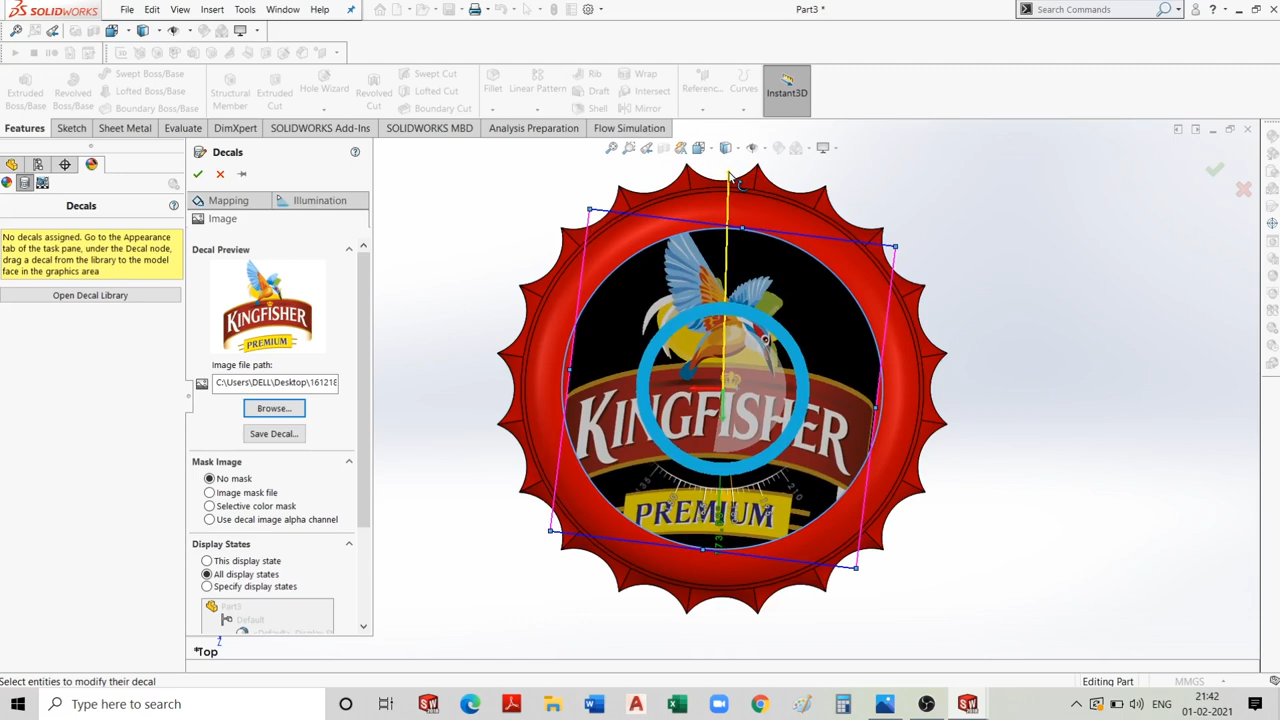 SOLIDWORKS File Edit View Insert Tools Window Help Part3 * Search Commands
Extruded Boss/Base
Revolved Boss/Base
Swept Boss/Base
Lofted Boss/Base
Boundary Boss/Base
Structural Member
Extruded Cut
Hole Wizard
Revolved Cut
Swept Cut
Lofted Cut
Boundary Cut
Fillet
Linear Pattern
Rib
Draft
Shell
Wrap
Intersect
Mirror
Referenc...
Curves
Instant3D
Features Sketch Sheet Metal Evaluate DimXpert SOLIDWORKS Add-Ins SOLIDWORKS MBD Analysis Preparation Flow Simulation
Decals
No decals assigned. Go to the Appearance
tab of the task pane, under the Decal node,
drag a decal from the library to the model
face in the graphics area
Open Decal Library
Decals
Mapping Illumination
Image
Decal Preview
KINGFISHER
PREMIUM
Image file path:
C:\Users\DELL\Desktop\161218
Browse...
Save Decal...
Mask Image
No mask
Image mask file
Selective color mask
Use decal image alpha channel
Display States
This display state
All display states
Specify display states
Part3
Default
KINGFISHER
135
210
PREMIUM
*Top
Select entities to modify their decal
Editing Part MMGS
Type here to search
ENG
21:42
01-02-2021